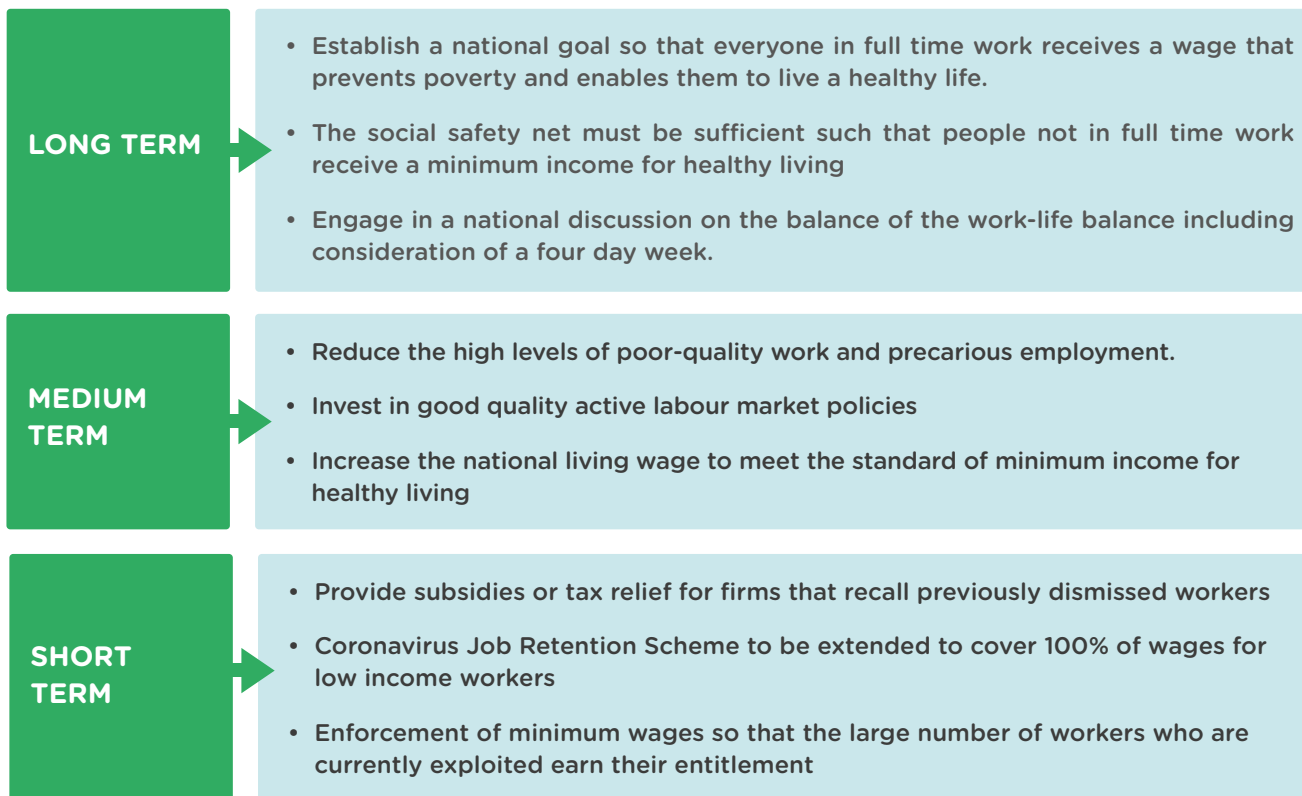 LONG TERM
• Establish a national goal so that everyone in full time work receives a wage that
prevents poverty and enables them to live a healthy life.
• The social safety net must be sufficient such that people not in full time work
receive a minimum income for healthy living
• Engage in a national discussion on the balance of the work-life balance including
consideration of a four day week.
MEDIUM
TERM
• Reduce the high levels of poor-quality work and precarious employment.
• Invest in good quality active labour market policies
• Increase the national living wage to meet the standard of minimum income for
healthy living
SHORT
TERM
• Provide subsidies or tax relief for firms that recall previously dismissed workers
• Coronavirus Job Retention Scheme to be extended to cover 100% of wages for
low income workers
• Enforcement of minimum wages so that the large number of workers who are
currently exploited earn their entitlement